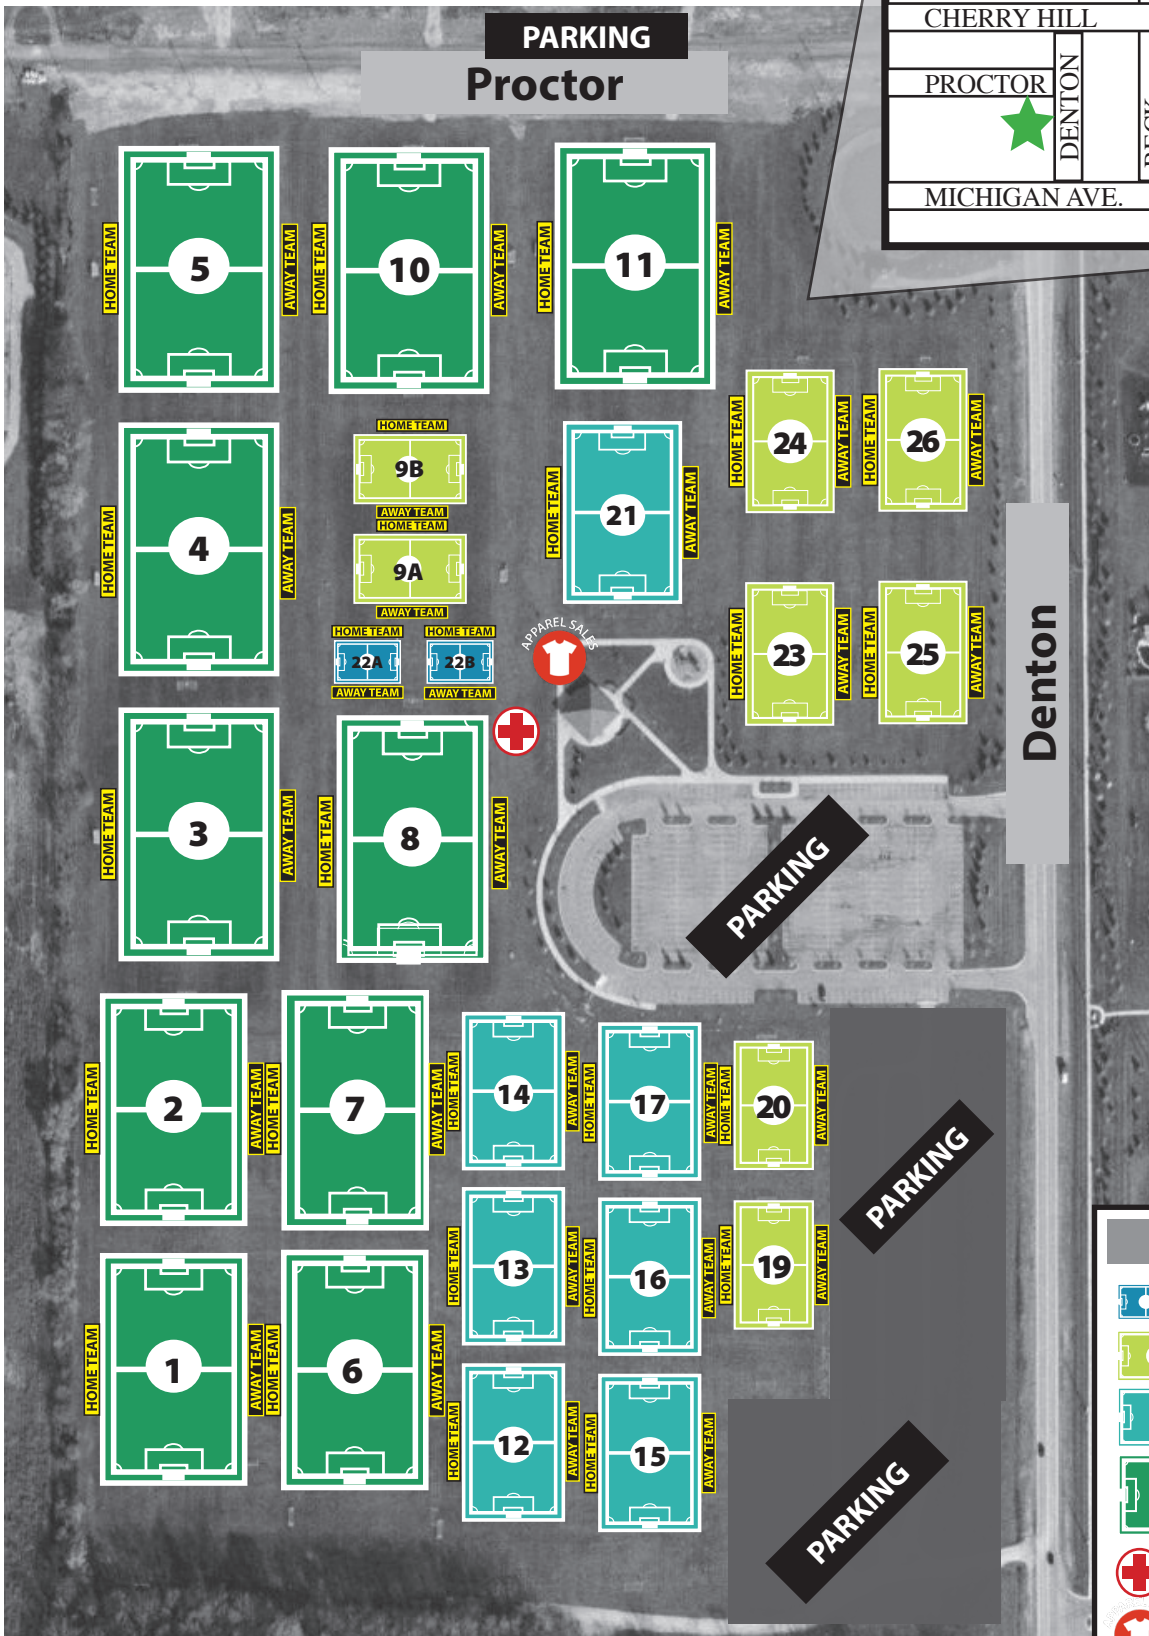 PARKING
Proctor
CHERRY HILL
PROCTOR
DENTON
MICHIGAN AVE.
HOME TEAM
5
AWAY TEAM
HOME TEAM
10
AWAY TEAM
HOME TEAM
11
AWAY TEAM
HOME TEAM
24
AWAY TEAM
HOME TEAM
26
AWAY TEAM
HOME TEAM
4
AWAY TEAM
HOME TEAM
9B
AWAY TEAM
HOME TEAM
9A
AWAY TEAM
HOME TEAM
21
AWAY TEAM
HOME TEAM
22A
AWAY TEAM
HOME TEAM
22B
AWAY TEAM
APPAREL SALES
HOME TEAM
23
AWAY TEAM
HOME TEAM
25
AWAY TEAM
Denton
HOME TEAM
3
AWAY TEAM
HOME TEAM
8
AWAY TEAM
PARKING
HOME TEAM
2
AWAY TEAM
HOME TEAM
7
AWAY TEAM
HOME TEAM
14
AWAY TEAM
HOME TEAM
17
AWAY TEAM
HOME TEAM
20
AWAY TEAM
PARKING
HOME TEAM
13
AWAY TEAM
HOME TEAM
16
AWAY TEAM
HOME TEAM
19
AWAY TEAM
HOME TEAM
1
AWAY TEAM
HOME TEAM
6
AWAY TEAM
HOME TEAM
12
AWAY TEAM
HOME TEAM
15
AWAY TEAM
PARKING